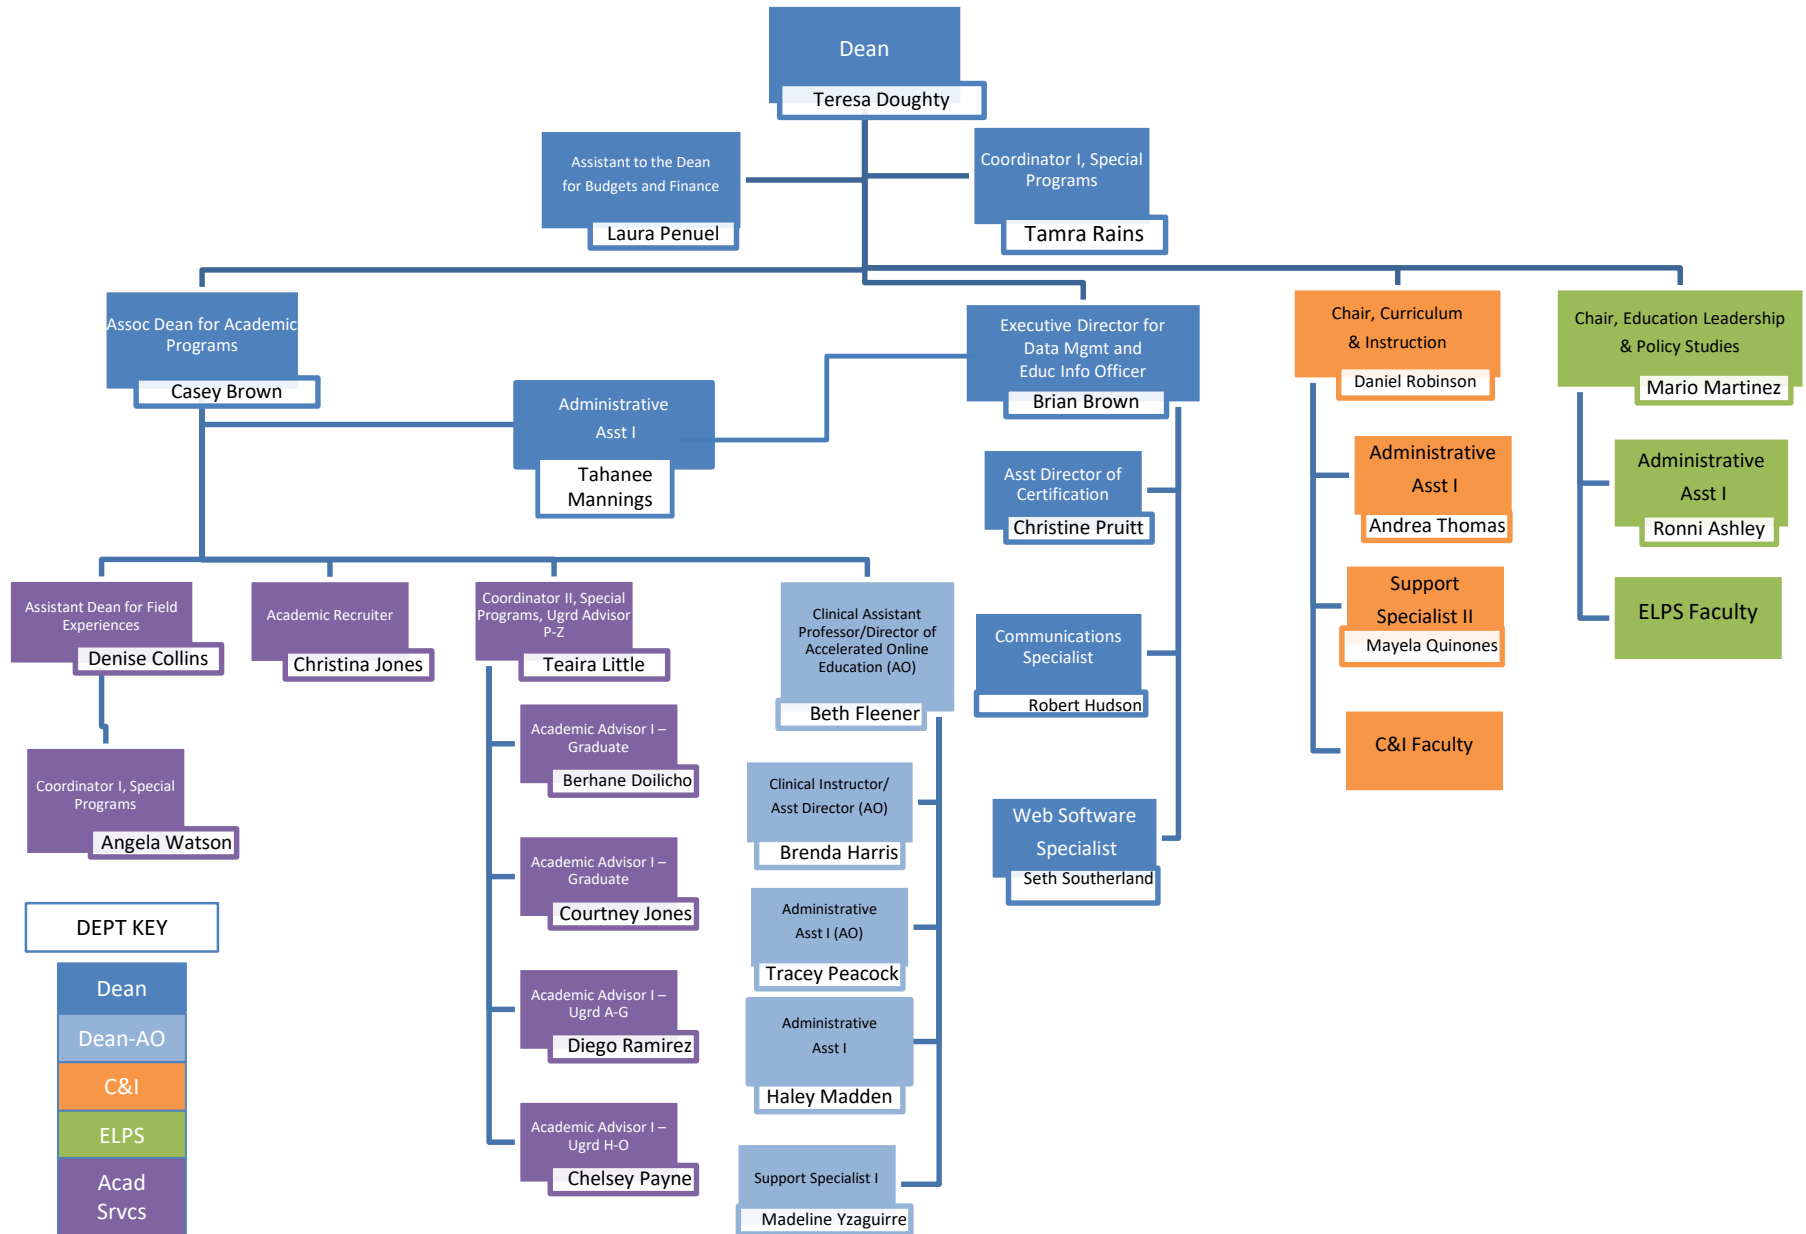 Dean
Teresa Doughty
Assistant to the Dean
for Budgets and Finance
Laura Penuel
Coordinator I, Special
Programs
Tamra Rains
Assoc Dean for Academic
Programs
Casey Brown
Administrative
Asst I
Tahanee
Mannings
Executive Director for
Data Mgmt and
Educ Info Officer
Brian Brown
Chair, Curriculum
& Instruction
Daniel Robinson
Chair, Education Leadership
& Policy Studies
Mario Martinez
Asst Director of
Certification
Christine Pruitt
Administrative
Asst I
Andrea Thomas
Administrative
Asst I
Ronni Ashley
Assistant Dean for Field
Experiences
Denise Collins
Academic Recruiter
Christina Jones
Coordinator II, Special
Programs, Ugrd Advisor
P-Z
Teaira Little
Clinical Assistant
Professor/Director of
Accelerated Online
Education (AO)
Beth Fleener
Communications
Specialist
Robert Hudson
Support
Specialist II
Mayela Quinones
ELPS Faculty
Coordinator I, Special
Programs
Angela Watson
Academic Advisor I –
Graduate
Berhane Doilicho
Clinical Instructor/
Asst Director (AO)
Brenda Harris
Web Software
Specialist
Seth Southerland
C&I Faculty
Academic Advisor I –
Graduate
Courtney Jones
Administrative
Asst I (AO)
Tracey Peacock
Academic Advisor I –
Ugrd A-G
Diego Ramirez
Administrative
Asst I
Haley Madden
Academic Advisor I –
Ugrd H-O
Chelsey Payne
Support Specialist I
Madeline Yzaguirre
DEPT KEY
Dean
Dean-AO
C&I
ELPS
Acad
Srvcs